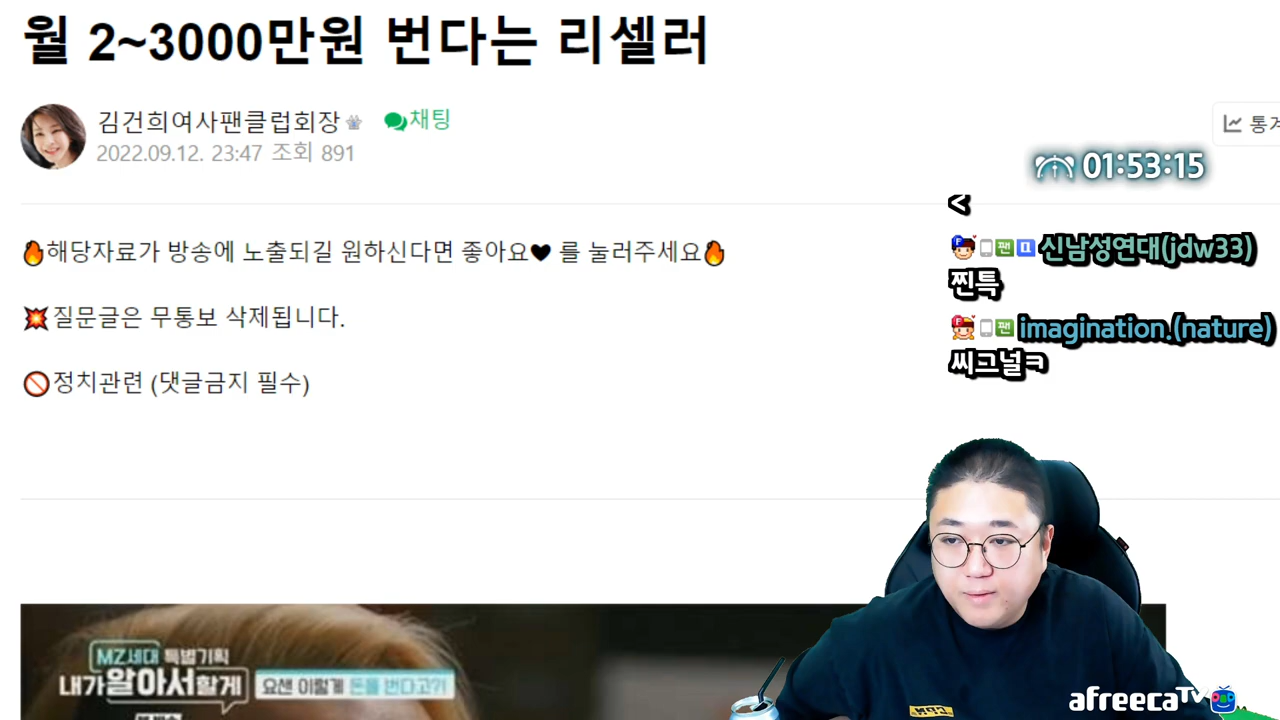 월 2~3000만원 번다는 리셀러
김건희여사팬클럽회장
채팅
2022.09.12. 23:47 조회 891
01:53:15
<
신남성연대(jdw33)
찐특
imagination.(nature)
씨그널ㅋ
해당자료가 방송에 노출되길 원하신다면 좋아요🖤 를 눌러주세요
질문글은 무통보 삭제됩니다.
정치관련 (댓글금지 필수)
MZ세대 특별기획
내가알아서할게
요샌 이렇게 돈을 번다고?!
afreecaTV